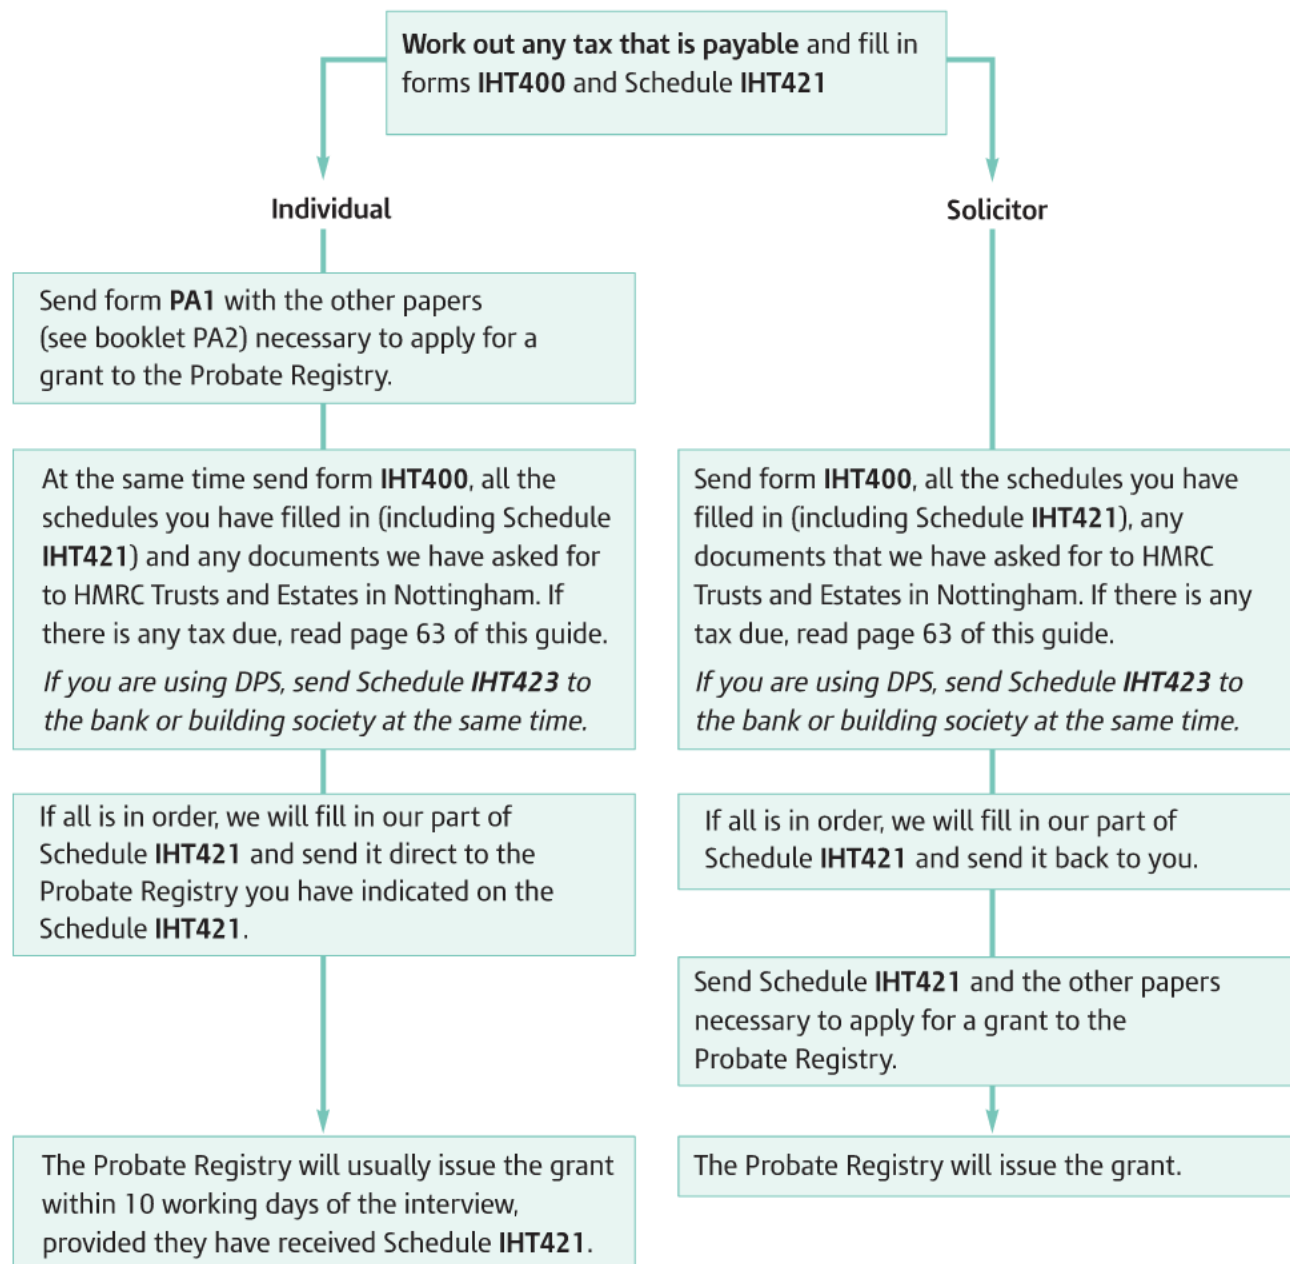 Work out any tax that is payable and fill in
forms IHT400 and Schedule IHT421
Individual
Send form PA1 with the other papers
(see booklet PA2) necessary to apply for a
grant to the Probate Registry.
At the same time send form IHT400, all the
schedules you have filled in (including Schedule
IHT421) and any documents we have asked for
to HMRC Trusts and Estates in Nottingham. If
there is any tax due, read page 63 of this guide.
If you are using DPS, send Schedule IHT423 to
the bank or building society at the same time.
If all is in order, we will fill in our part of
Schedule IHT421 and send it direct to the
Probate Registry you have indicated on the
Schedule IHT421.
The Probate Registry will usually issue the grant
within 10 working days of the interview,
provided they have received Schedule IHT421.
Solicitor
Send form IHT400, all the schedules you have
filled in (including Schedule IHT421), any
documents that we have asked for to HMRC
Trusts and Estates in Nottingham. If there is any
tax due, read page 63 of this guide.
If you are using DPS, send Schedule IHT423 to
the bank or building society at the same time.
If all is in order, we will fill in our part of
Schedule IHT421 and send it back to you.
Send Schedule IHT421 and the other papers
necessary to apply for a grant to the
Probate Registry.
The Probate Registry will issue the grant.